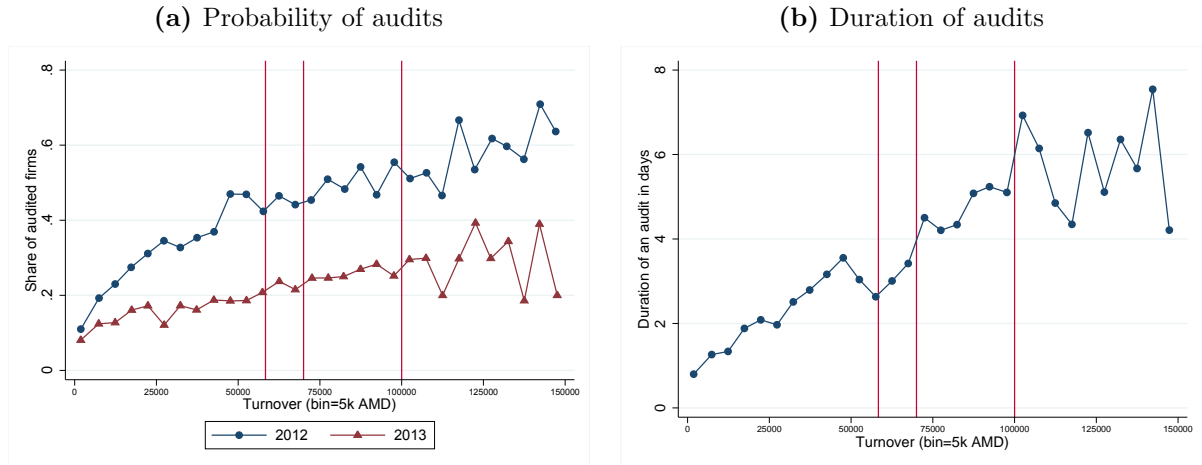 (a) Probability of audits
Share of audited firms
.8
.6
.4
.2
0
0 25000 50000 75000 100000 125000 150000
Turnover (bin=5k AMD)
2012 2013
(b) Duration of audits
Duration of an audit in days
8
6
4
2
0
0 25000 50000 75000 100000 125000 150000
Turnover (bin=5k AMD)